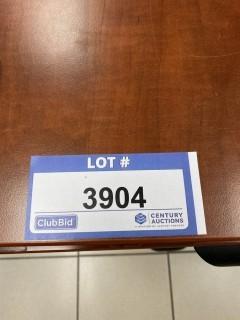 LOT #
3904
ClubBid
CENTURY
AUCTIONS